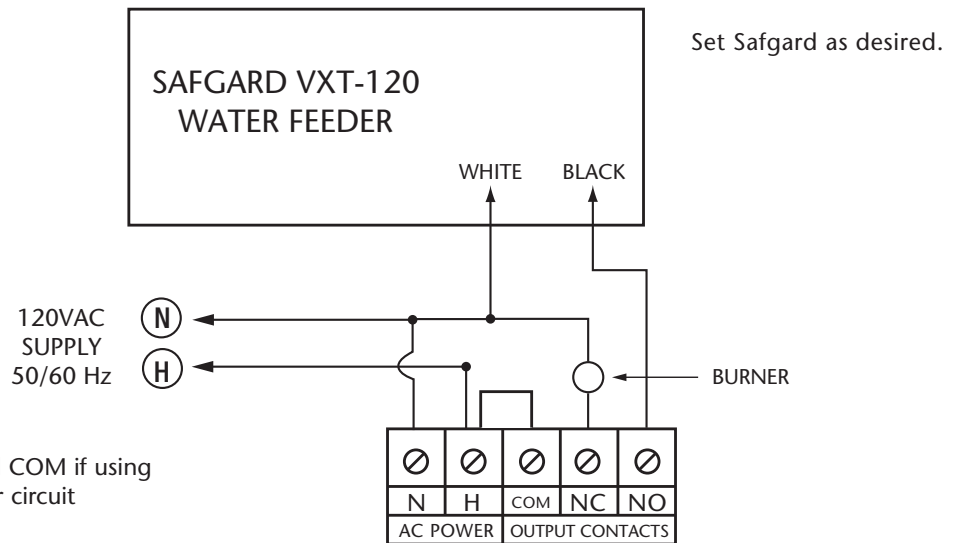 Set Safgard as desired.
SAFGARD VXT-120
WATER FEEDER
WHITE BLACK
120VAC
SUPPLY
50/60 Hz
N
H
BURNER
COM if using
circuit
N H COM NC NO
AC POWER OUTPUT CONTACTS